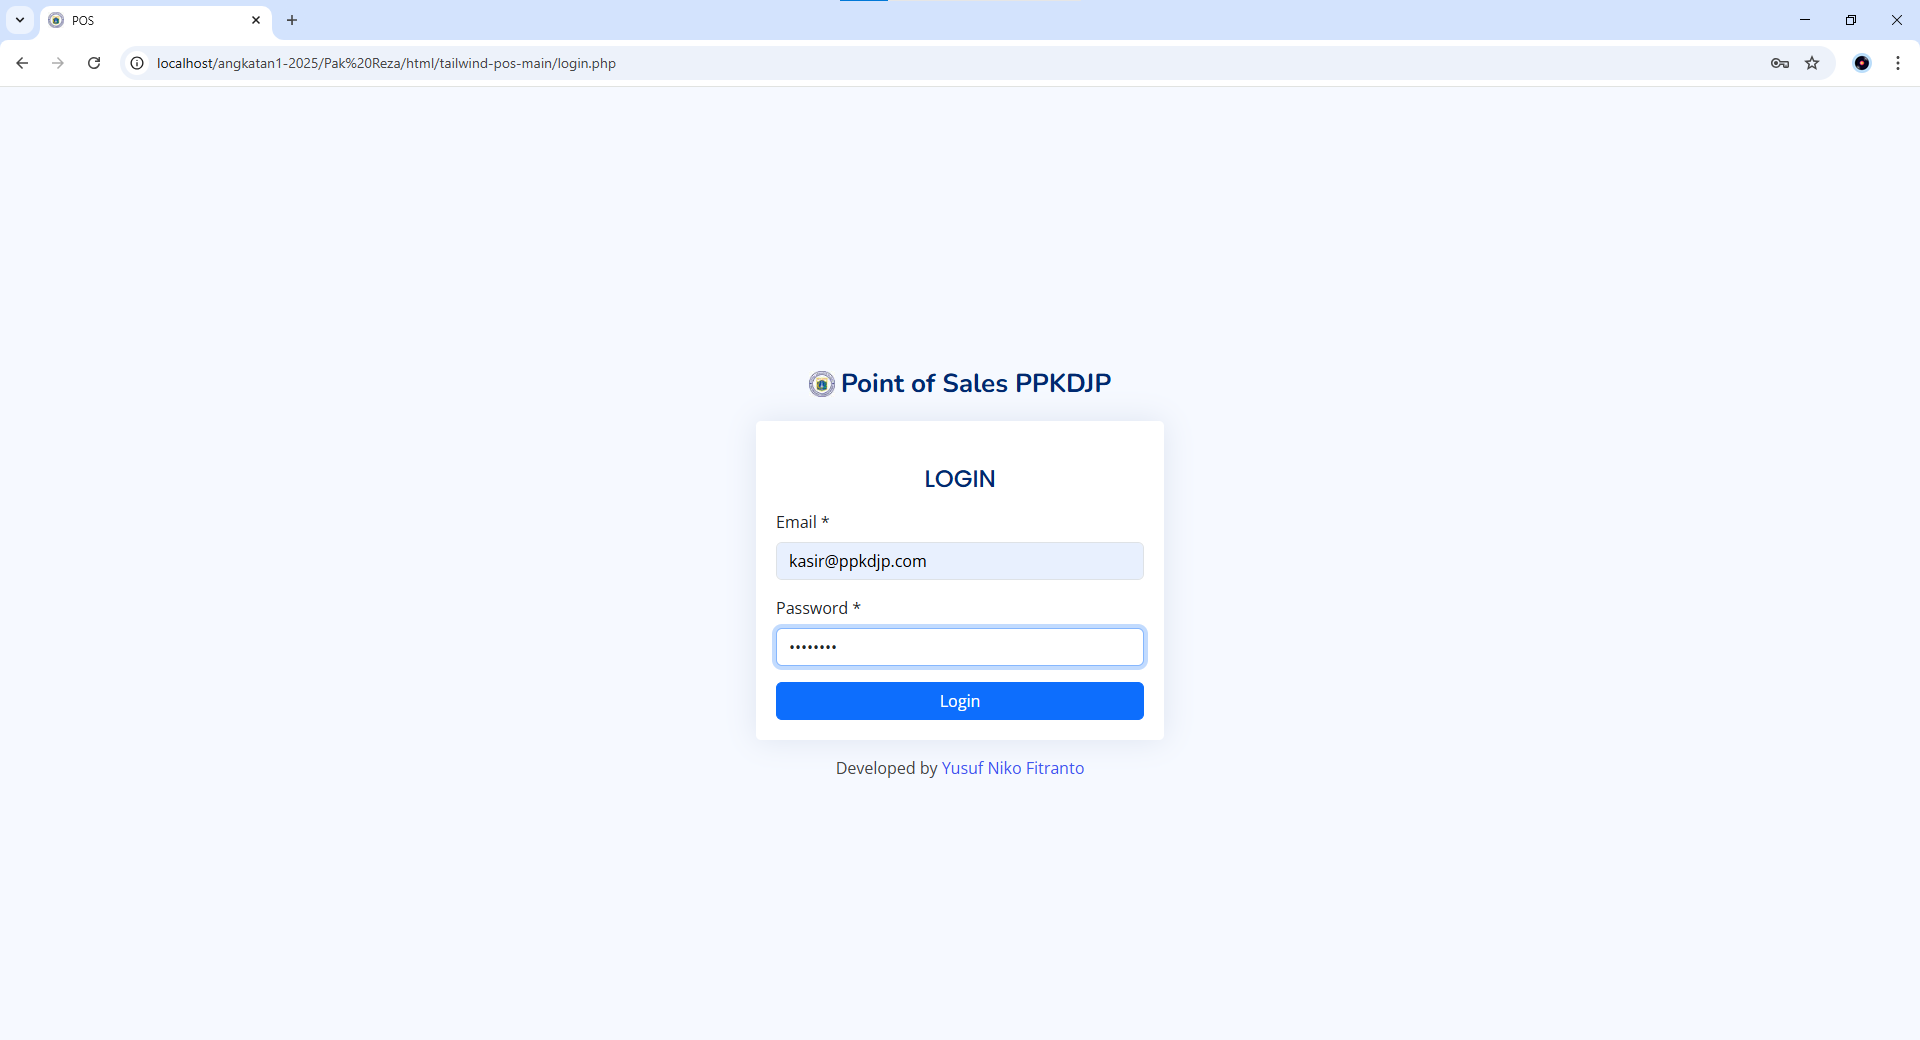 POS
localhost/angkatan1-2025/Pak%20Reza/html/tailwind-pos-main/login.php
Point of Sales PPKDJP
LOGIN
Email *
kasir@ppkdjp.com
Password *
••••••••
Login
Developed by Yusuf Niko Fitranto